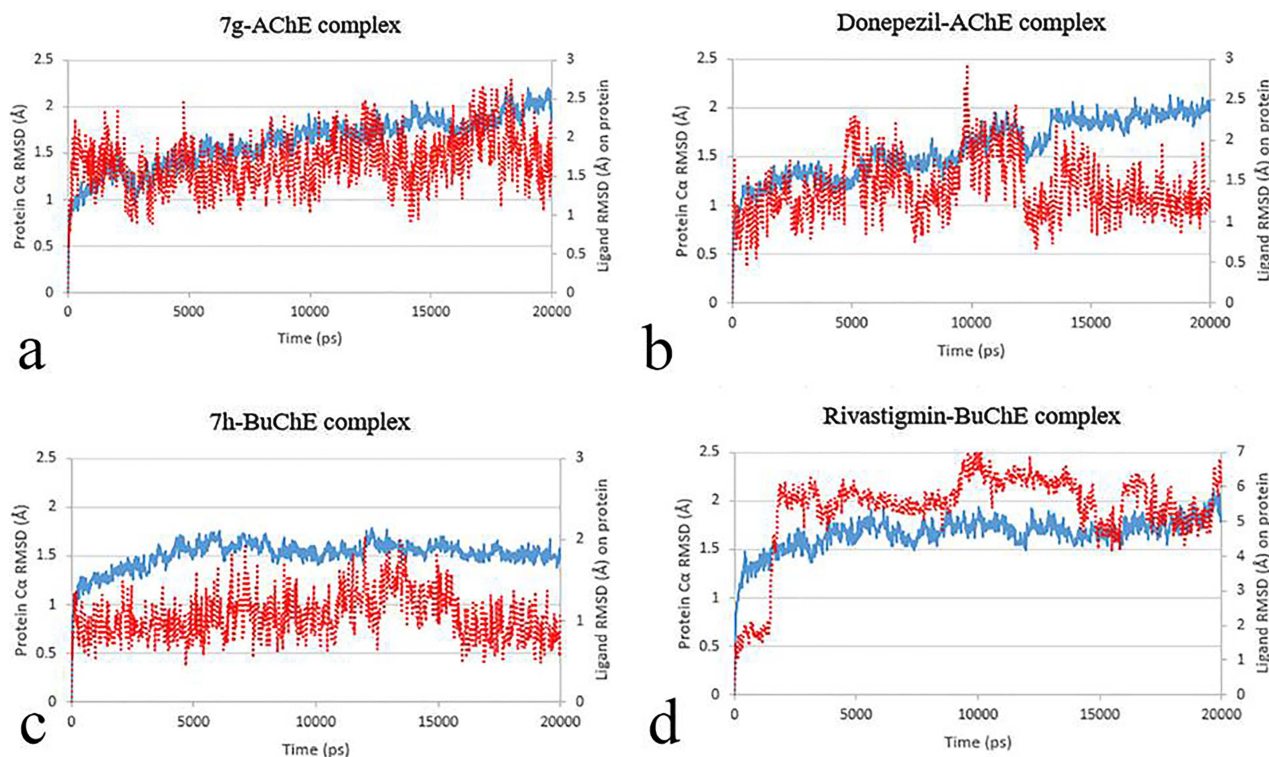 7g-AChE complex
Protein Cα RMSD (Å)
2.5
2
1.5
1
0.5
0
3
2.5
2
1.5
1
0.5
0
Ligand RMSD (Å) on protein
0 5000 10000 15000 20000
Time (ps)
a
Donepezil-AChE complex
Protein Cα RMSD (Å)
2.5
2
1.5
1
0.5
0
3
2.5
2
1.5
1
0.5
0
Ligand RMSD (Å) on protein
0 5000 10000 15000 20000
Time (ps)
b
7h-BuChE complex
Protein Cα RMSD (Å)
2.5
2
1.5
1
0.5
0
3
2
1
0
Ligand RMSD (Å) on protein
0 5000 10000 15000 20000
Time (ps)
c
Rivastigmin-BuChE complex
Protein Cα RMSD (Å)
2.5
2
1.5
1
0.5
0
7
6
5
4
3
2
1
0
Ligand RMSD (Å) on protein
0 5000 10000 15000 20000
Time (ps)
d